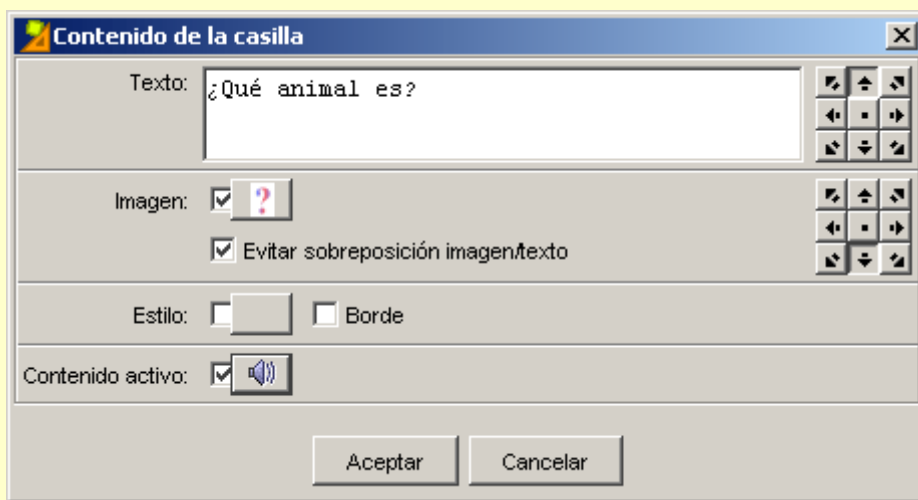 Contenido de la casilla
Texto: ¿Qué animal es?
Imagen: ?
Evitar sobreposición imagen/texto
Estilo: Borde
Contenido activo:
Aceptar Cancelar